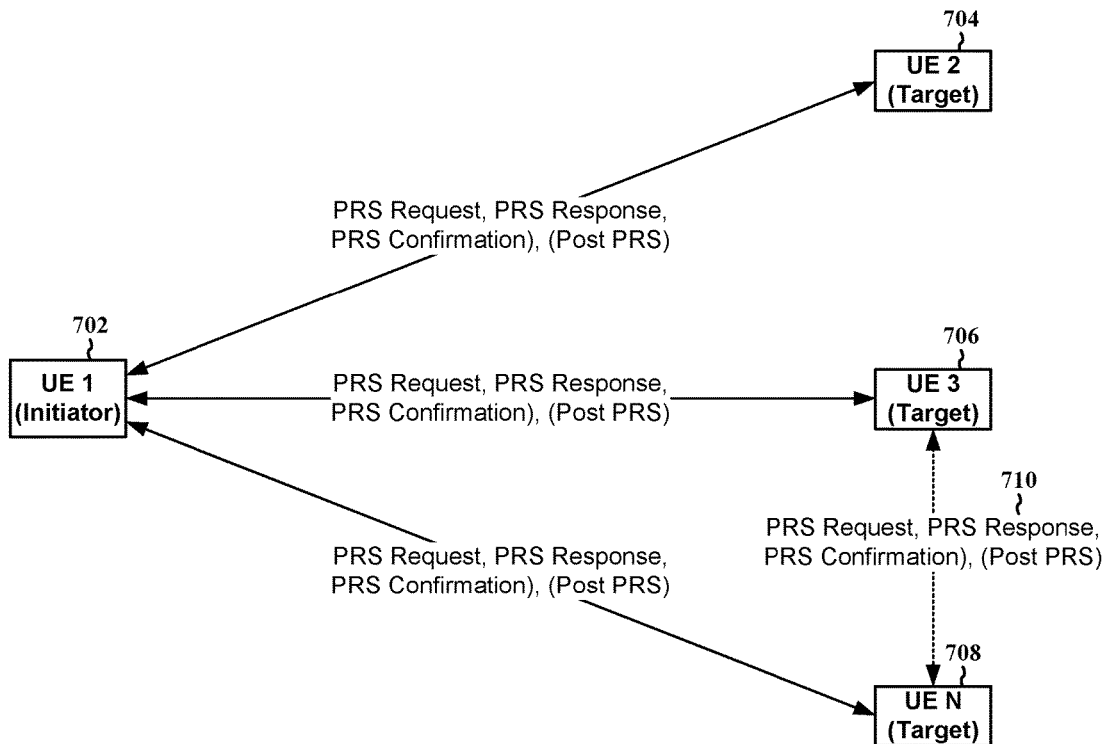 704
UE 2
(Target)
PRS Request, PRS Response,
PRS Confirmation), (Post PRS)
702
UE 1
(Initiator)
PRS Request, PRS Response,
PRS Confirmation), (Post PRS)
706
UE 3
(Target)
710
PRS Request, PRS Response,
PRS Confirmation), (Post PRS)
PRS Request, PRS Response,
PRS Confirmation), (Post PRS)
708
UE N
(Target)